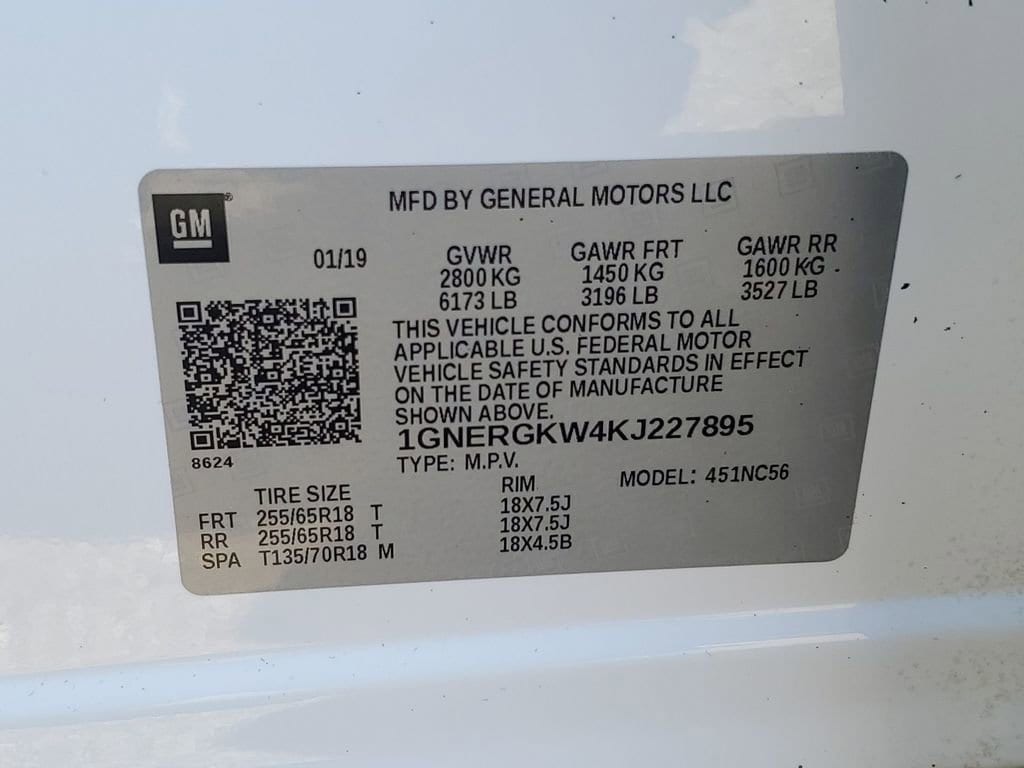 GM®
MFD BY GENERAL MOTORS LLC
01/19
GVWR GAWR FRT GAWR RR
2800 KG 1450 KG 1600 KG
6173 LB 3196 LB 3527 LB
THIS VEHICLE CONFORMS TO ALL
APPLICABLE U.S. FEDERAL MOTOR
VEHICLE SAFETY STANDARDS IN EFFECT
ON THE DATE OF MANUFACTURE
SHOWN ABOVE.
1GNERGKW4KJ227895
8624
TYPE: M.P.V. MODEL: 451NC56
TIRE SIZE RIM
FRT 255/65R18 T 18X7.5J
RR 255/65R18 T 18X7.5J
SPA T135/70R18 M 18X4.5B